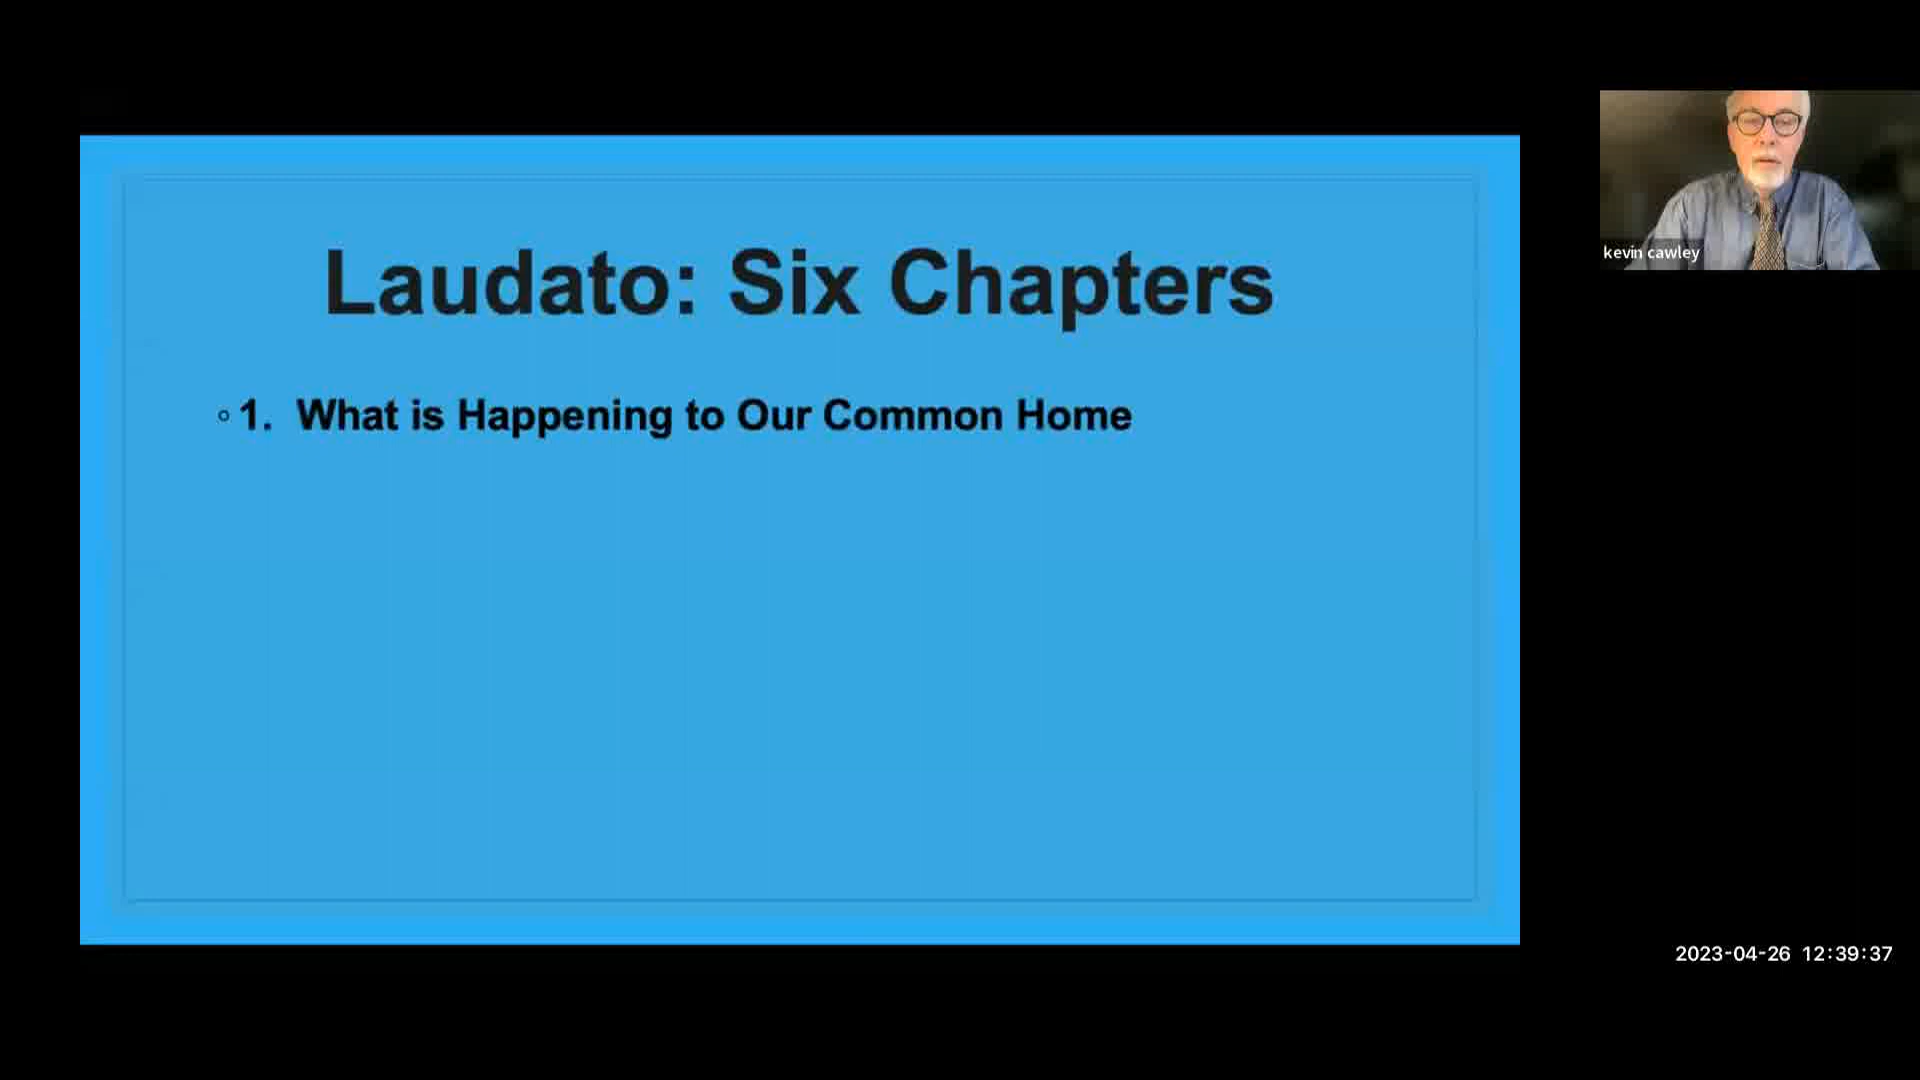 Laudato: Six Chapters
1. What is Happening to Our Common Home
kevin cawley
2023-04-26 12:39:37